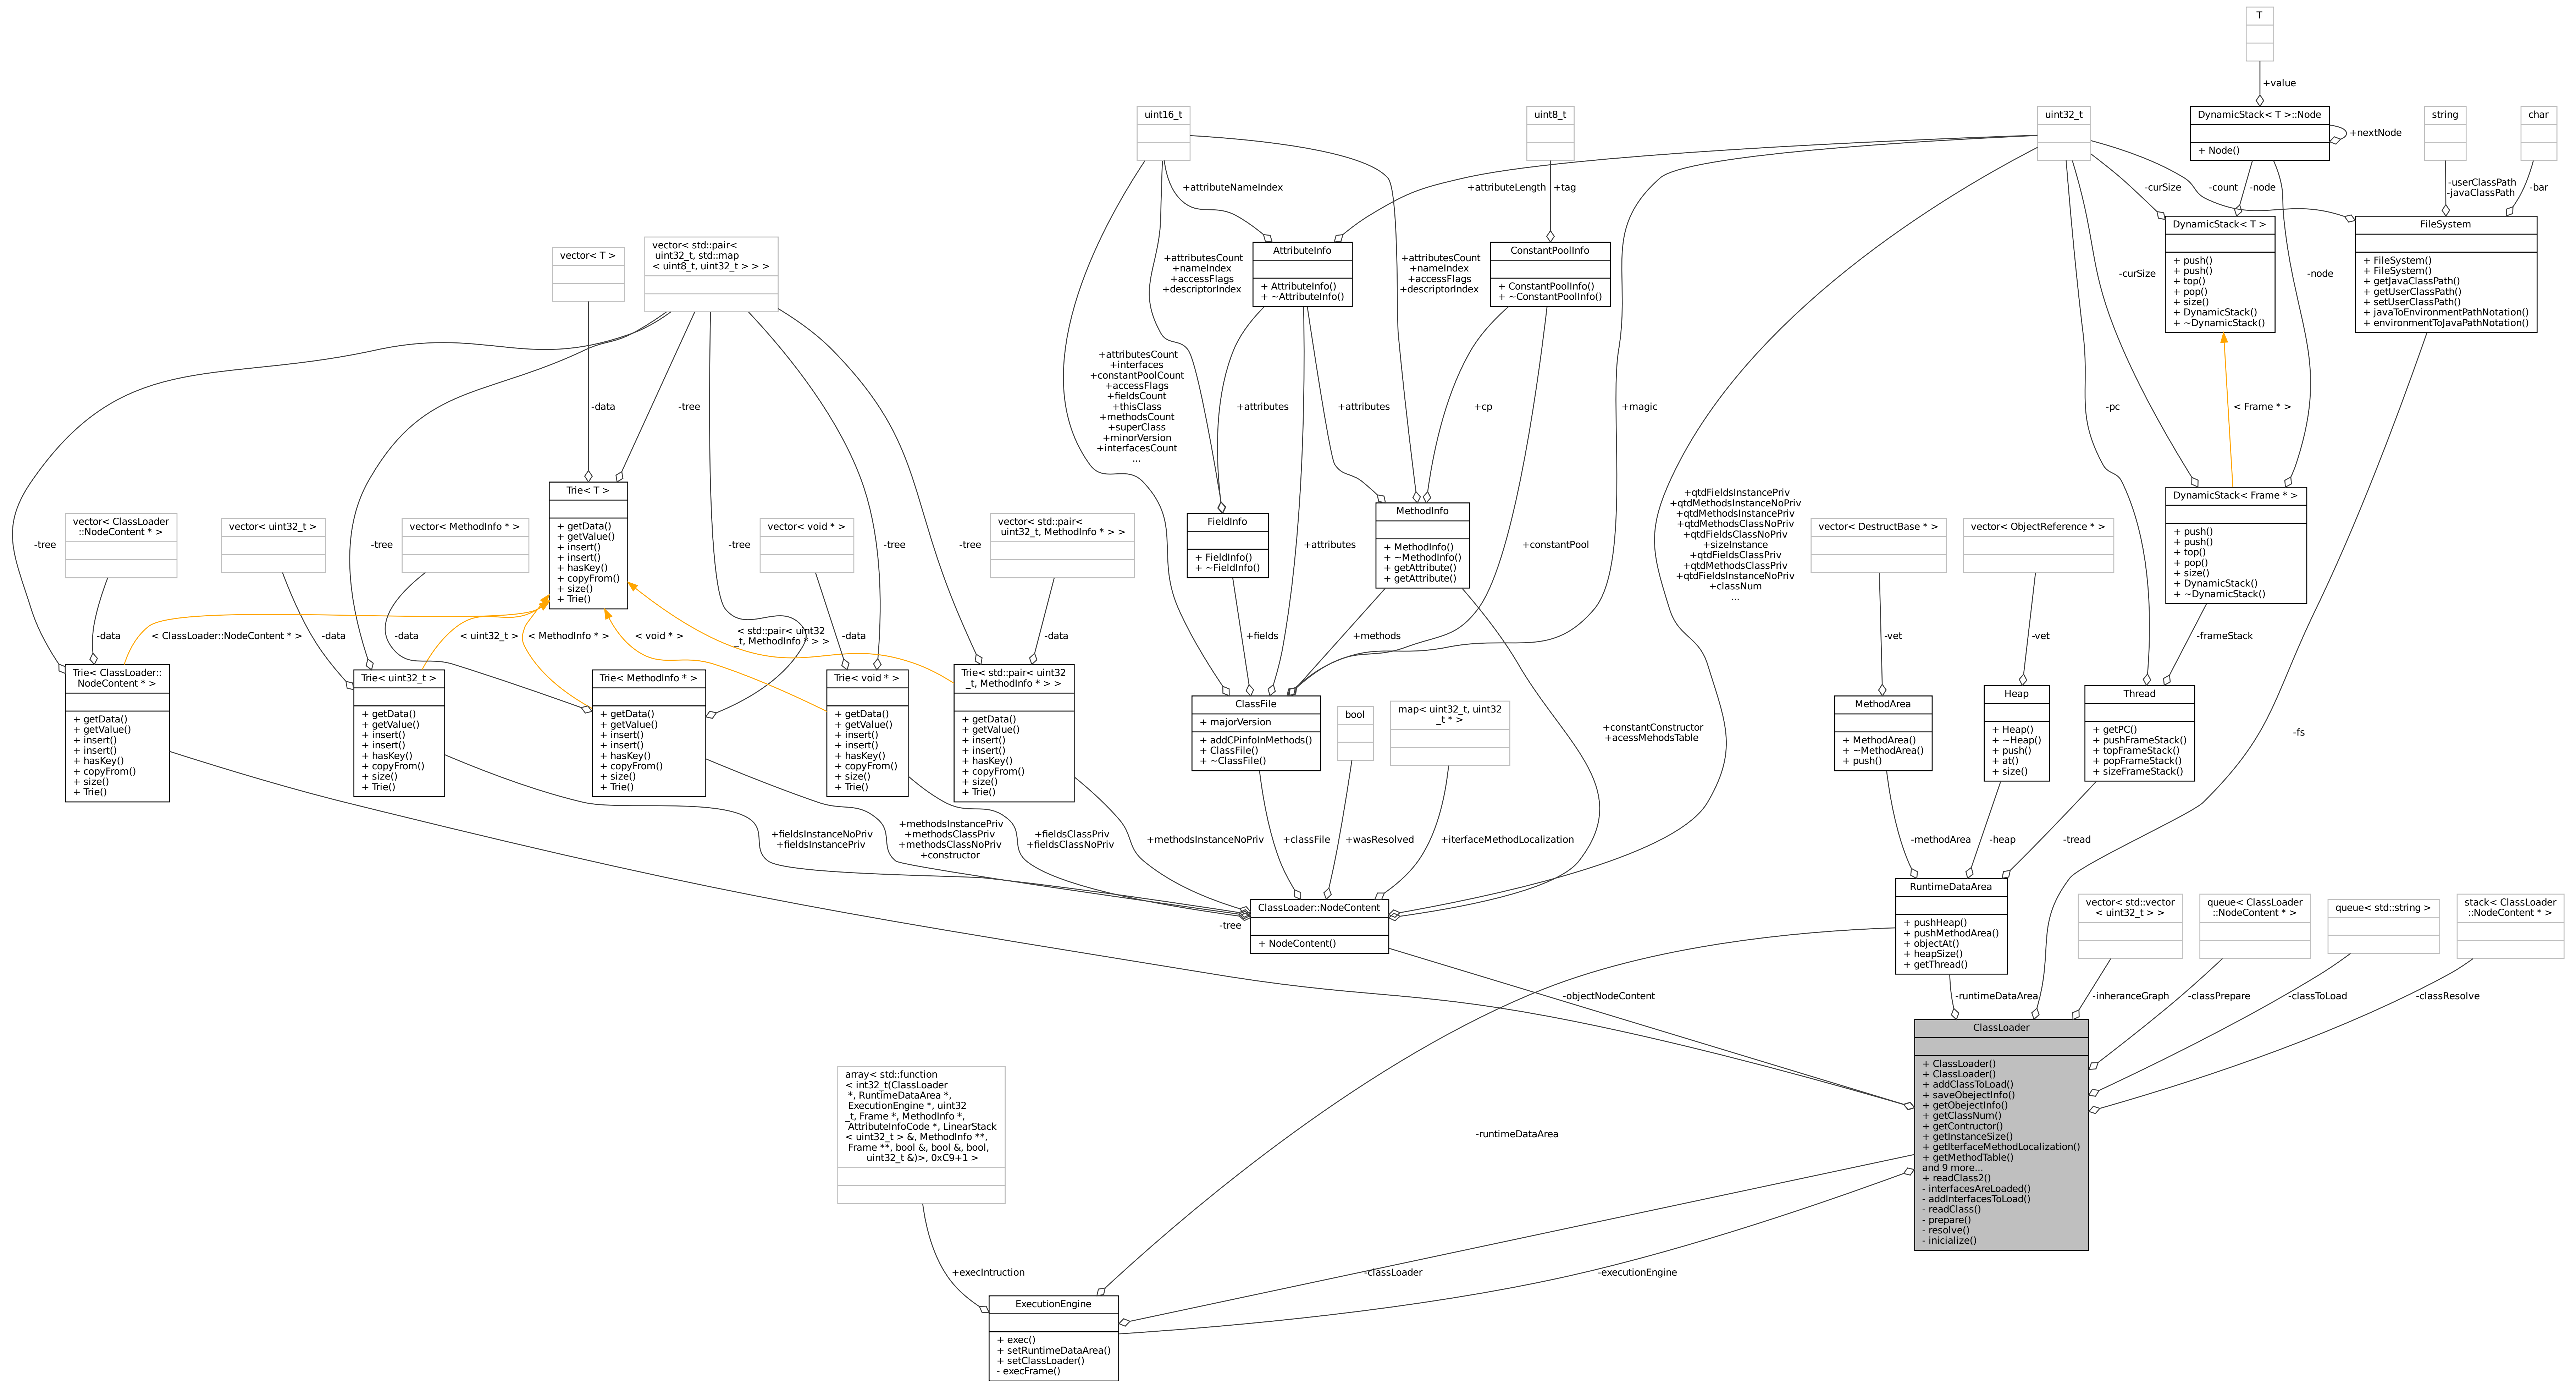 T
+value
uint16_t
uint8_t
uint32_t
DynamicStack< T >::Node
+ Node()
+nextNode
string
char
+attributeNameIndex
+attributeLength
+tag
-curSize
-node
-count
-userClassPath
-javaClassPath
-bar
vector< T >
vector< std::pair<
uint32_t, std::map
< uint8_t, uint32_t > > >
+attributesCount
+nameIndex
+accessFlags
+descriptorIndex
AttributeInfo
+ AttributeInfo()
+ ~AttributeInfo()
+attributesCount
+nameIndex
+accessFlags
+descriptorIndex
ConstantPoolInfo
+ ConstantPoolInfo()
+ ~ConstantPoolInfo()
-curSize
DynamicStack< T >
+ push()
+ push()
+ top()
+ pop()
+ size()
+ DynamicStack()
+ ~DynamicStack()
-node
FileSystem
+ FileSystem()
+ FileSystem()
+ getJavaClassPath()
+ getUserClassPath()
+ setUserClassPath()
+ javaToEnvironmentPathNotation()
+ environmentToJavaPathNotation()
-data
-tree
+attributesCount
+interfaces
+constantPoolCount
+accessFlags
+fieldsCount
+thisClass
+methodsCount
+superClass
+minorVersion
+interfacesCount
...
+attributes
+attributes
+cp
+magic
-pc
< Frame * >
-tree
vector< ClassLoader
::NodeContent * >
vector< uint32_t >
-tree
vector< MethodInfo * >
Trie< T >
+ getData()
+ getValue()
+ insert()
+ insert()
+ hasKey()
+ copyFrom()
+ size()
+ Trie()
-tree
vector< void * >
-tree
-tree
vector< std::pair<
uint32_t, MethodInfo * > >
FieldInfo
+ FieldInfo()
+ ~FieldInfo()
+attributes
MethodInfo
+ MethodInfo()
+ ~MethodInfo()
+ getAttribute()
+ getAttribute()
+constantPool
+qtdFieldsInstancePriv
+qtdMethodsInstanceNoPriv
+qtdMethodsInstancePriv
+qtdMethodsClassNoPriv
+qtdFieldsClassNoPriv
+sizeInstance
+qtdFieldsClassPriv
+qtdMethodsClassPriv
+qtdFieldsInstanceNoPriv
+classNum
...
vector< DestructBase * >
vector< ObjectReference * >
DynamicStack< Frame * >
+ push()
+ push()
+ top()
+ pop()
+ size()
+ DynamicStack()
+ ~DynamicStack()
-data
< ClassLoader::NodeContent * >
-data
< uint32_t >
-data
< MethodInfo * >
< void * >
< std::pair< uint32
_t, MethodInfo * > >
-data
-data
+fields
+methods
-vet
-vet
-frameStack
Trie< ClassLoader::
NodeContent * >
+ getData()
+ getValue()
+ insert()
+ insert()
+ hasKey()
+ copyFrom()
+ size()
+ Trie()
Trie< uint32_t >
+ getData()
+ getValue()
+ insert()
+ insert()
+ hasKey()
+ copyFrom()
+ size()
+ Trie()
Trie< MethodInfo * >
+ getData()
+ getValue()
+ insert()
+ insert()
+ hasKey()
+ copyFrom()
+ size()
+ Trie()
Trie< void * >
+ getData()
+ getValue()
+ insert()
+ insert()
+ hasKey()
+ copyFrom()
+ size()
+ Trie()
Trie< std::pair< uint32
_t, MethodInfo * > >
+ getData()
+ getValue()
+ insert()
+ insert()
+ hasKey()
+ copyFrom()
+ size()
+ Trie()
ClassFile
+ majorVersion
+ addCPinfoInMethods()
+ ClassFile()
+ ~ClassFile()
bool
map< uint32_t, uint32
_t * >
+constantConstructor
+acessMehodsTable
MethodArea
+ MethodArea()
+ ~MethodArea()
+ push()
Heap
+ Heap()
+ ~Heap()
+ push()
+ at()
+ size()
Thread
+ getPC()
+ pushFrameStack()
+ topFrameStack()
+ popFrameStack()
+ sizeFrameStack()
-fs
+fieldsInstanceNoPriv
+fieldsInstancePriv
+methodsInstancePriv
+methodsClassPriv
+methodsClassNoPriv
+constructor
+fieldsClassPriv
+fieldsClassNoPriv
+methodsInstanceNoPriv
+classFile
+wasResolved
+iterfaceMethodLocalization
-methodArea
-heap
-tread
-tree
ClassLoader::NodeContent
+ NodeContent()
RuntimeDataArea
+ pushHeap()
+ pushMethodArea()
+ objectAt()
+ heapSize()
+ getThread()
vector< std::vector
< uint32_t > >
queue< ClassLoader
::NodeContent * >
queue< std::string >
stack< ClassLoader
::NodeContent * >
-objectNodeContent
-runtimeDataArea
-inheranceGraph
-classPrepare
-classToLoad
-classResolve
ClassLoader
+ ClassLoader()
+ ClassLoader()
+ addClassToLoad()
+ saveObejectInfo()
+ getObejectInfo()
+ getClassNum()
+ getContructor()
+ getInstanceSize()
+ getIterfaceMethodLocalization()
+ getMethodTable()
and 9 more...
+ readClass2()
- interfacesAreLoaded()
- addInterfacesToLoad()
- readClass()
- prepare()
- resolve()
- inicialize()
array< std::function
< int32_t(ClassLoader
*, RuntimeDataArea *,
ExecutionEngine *, uint32
_t, Frame *, MethodInfo *,
AttributeInfoCode *, LinearStack
< uint32_t > &, MethodInfo **,
Frame **, bool &, bool &, bool,
uint32_t &)>, 0xC9+1 >
-runtimeDataArea
+execIntruction
-classLoader
-executionEngine
ExecutionEngine
+ exec()
+ setRuntimeDataArea()
+ setClassLoader()
- execFrame()